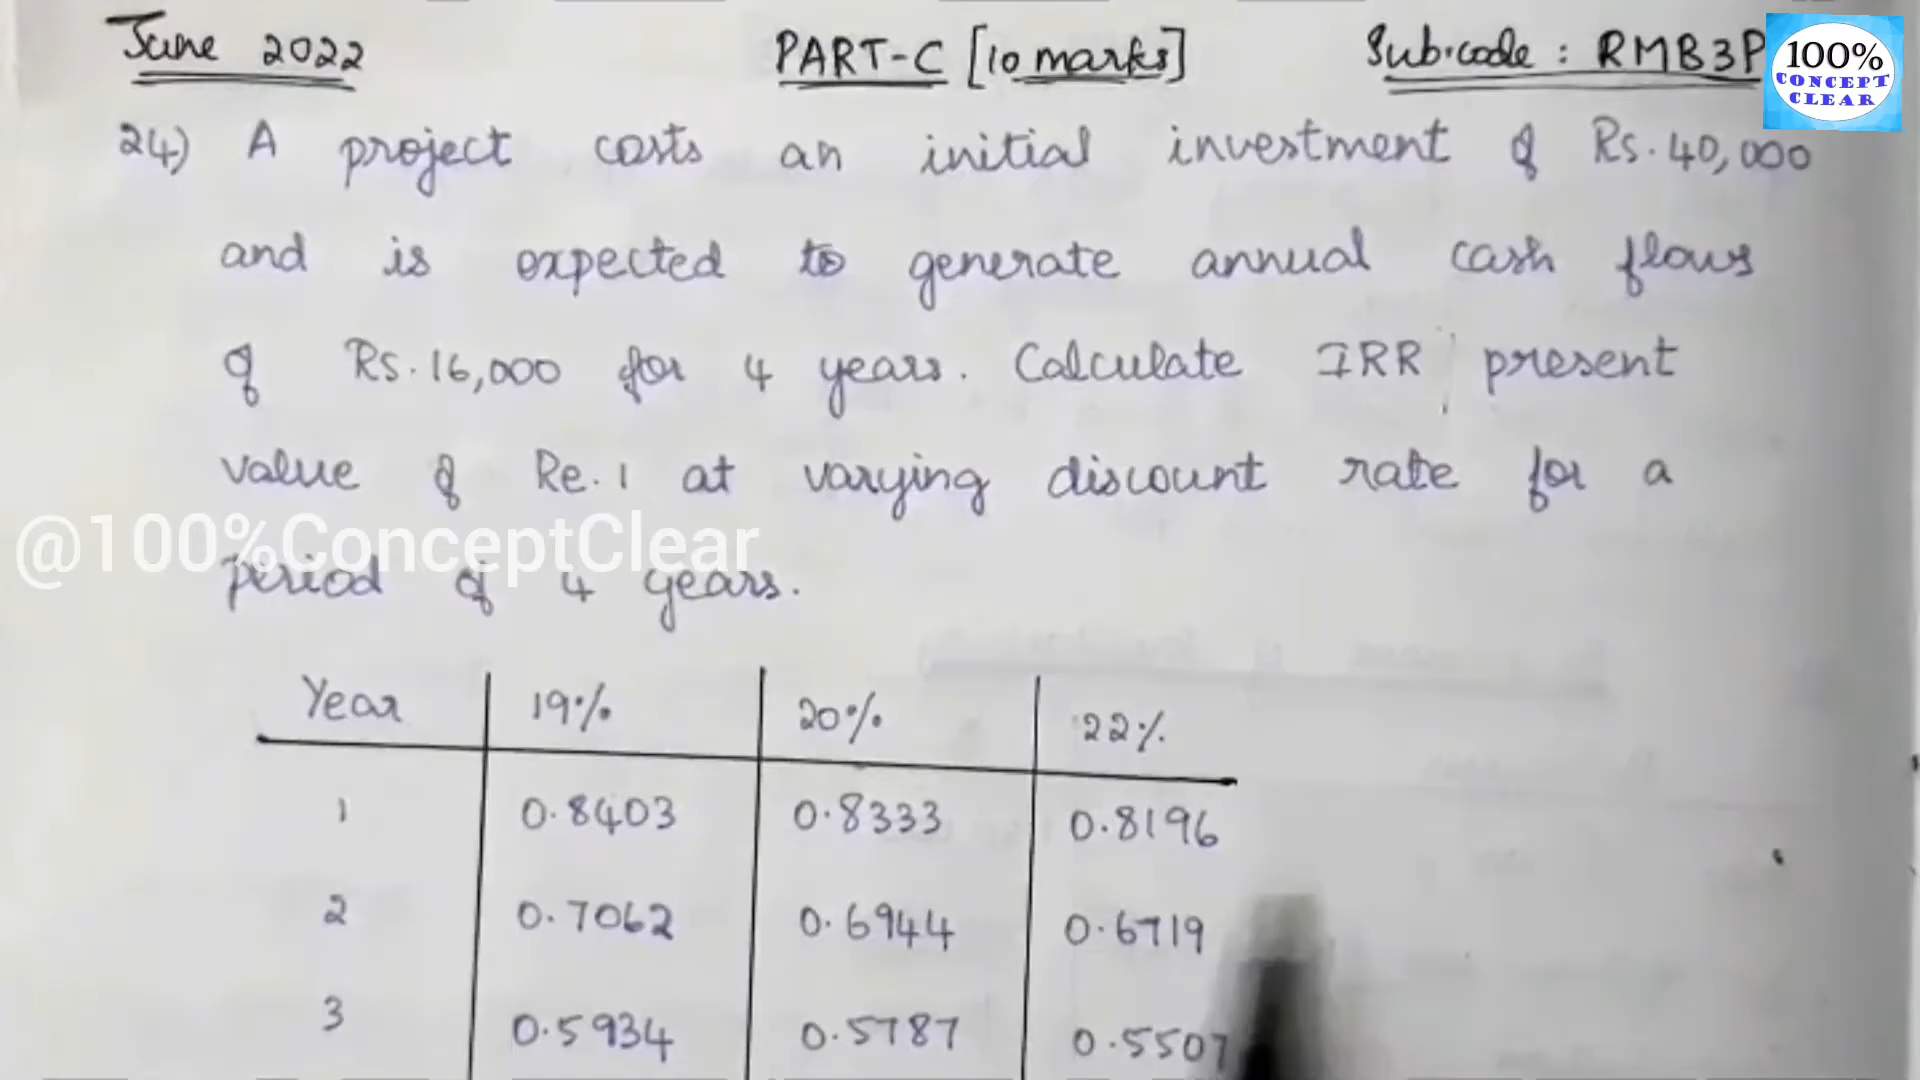 June 2022 PART-C [10 marks] Sub.code : RMB3P
100%
CONCEPT
CLEAR
24) A project costs an initial investment of Rs. 40,000
and is expected to generate annual cash flows
of Rs. 16,000 for 4 years. Calculate IRR present
value of Re. 1 at varying discount rate for a
@100%ConceptClear
period of 4 years.
Year 19% 20% 22%
1 0.8403 0.8333 0.8196
2 0.7062 0.6944 0.6719
3 0.5934 0.5787 0.5507